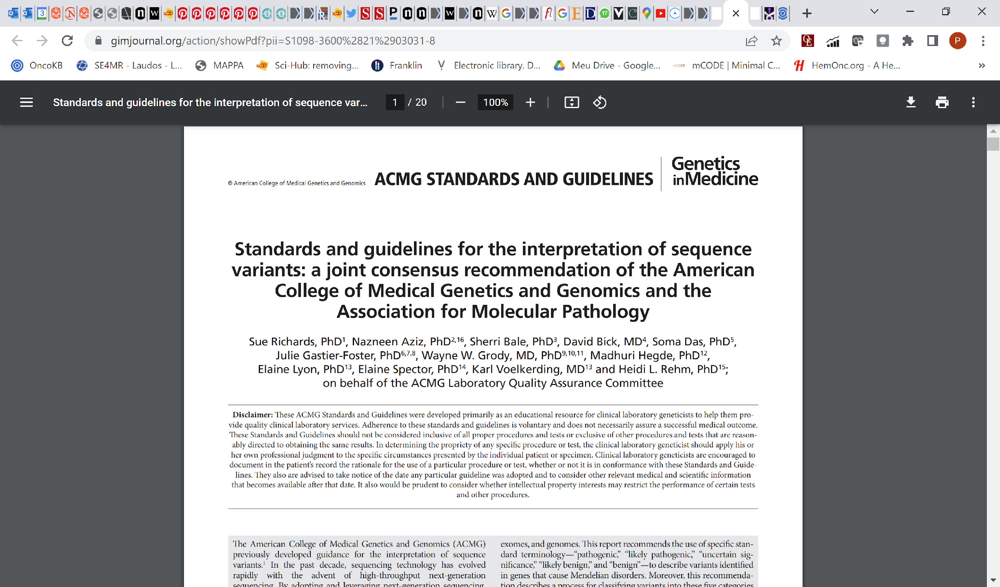 gimjournal.org/action/showPdf?pii=S1098-3600%2821%2903031-8
P
OncoKB SE4MR - Laudos - L... MAPPA Sci-Hub: removing... Franklin Electronic library. D... Meu Drive - Google... mCODE | Minimal C... HemOnc.org - A He...
Standards and guidelines for the interpretation of sequence var... 1 / 20 100%
© American College of Medical Genetics and Genomics ACMG STANDARDS AND GUIDELINES
Genetics
inMedicine
Standards and guidelines for the interpretation of sequence
variants: a joint consensus recommendation of the American
College of Medical Genetics and Genomics and the
Association for Molecular Pathology
Sue Richards, PhD1, Nazneen Aziz, PhD2,16, Sherri Bale, PhD3, David Bick, MD4, Soma Das, PhD5,
Julie Gastier-Foster, PhD6,7,8, Wayne W. Grody, MD, PhD9,10,11, Madhuri Hegde, PhD12,
Elaine Lyon, PhD13, Elaine Spector, PhD14, Karl Voelkerding, MD13 and Heidi L. Rehm, PhD15;
on behalf of the ACMG Laboratory Quality Assurance Committee
Disclaimer: These ACMG Standards and Guidelines were developed primarily as an educational resource for clinical laboratory geneticists to help them pro-
vide quality clinical laboratory services. Adherence to these standards and guidelines is voluntary and does not necessarily assure a successful medical outcome.
These Standards and Guidelines should not be considered inclusive of all proper procedures and tests or exclusive of other procedures and tests that are reason-
ably directed to obtaining the same results. In determining the propriety of any specific procedure or test, the clinical laboratory geneticist should apply his or
her own professional judgment to the specific circumstances presented by the individual patient or specimen. Clinical laboratory geneticists are encouraged to
document in the patient's record the rationale for the use of a particular procedure or test, whether or not it is in conformance with these Standards and Guide-
lines. They also are advised to take notice of the date any particular guideline was adopted and to consider other relevant medical and scientific information
that becomes available after that date. It also would be prudent to consider whether intellectual property interests may restrict the performance of certain tests
and other procedures.
The American College of Medical Genetics and Genomics (ACMG)
previously developed guidance for the interpretation of sequence
variants.1 In the past decade, sequencing technology has evolved
rapidly with the advent of high-throughput next-generation
sequencing. By adopting and leveraging next-generation sequencing,
exomes, and genomes. This report recommends the use of specific stan-
dard terminology—“pathogenic,” “likely pathogenic,” “uncertain sig-
nificance,” “likely benign,” and “benign”—to describe variants identified
in genes that cause Mendelian disorders. Moreover, this recommenda-
tion describes a process for classifying variants into these five categories